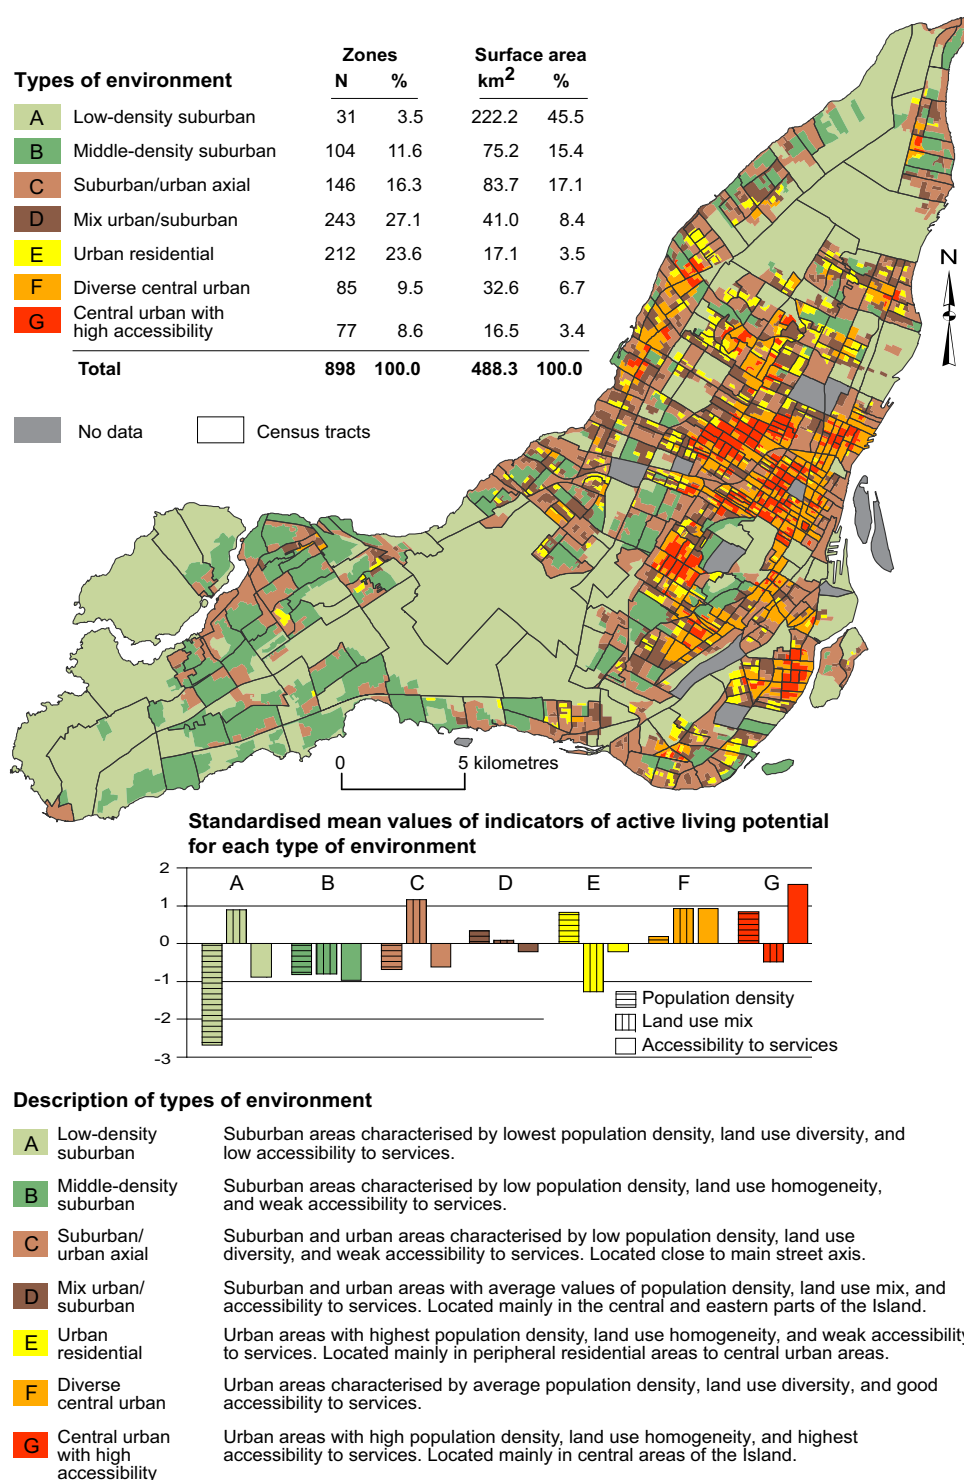 Zones Surface area
Types of environment N % km2 %
A Low-density suburban 31 3.5 222.2 45.5
B Middle-density suburban 104 11.6 75.2 15.4
C Suburban/urban axial 146 16.3 83.7 17.1
D Mix urban/suburban 243 27.1 41.0 8.4
E Urban residential 212 23.6 17.1 3.5
F Diverse central urban 85 9.5 32.6 6.7
G Central urban with
high accessibility 77 8.6 16.5 3.4
Total 898 100.0 488.3 100.0
No data Census tracts
N
0 5 kilometres
Standardised mean values of indicators of active living potential
for each type of environment
2
A B C D E F G
1
0
-1
Population density
-2 Land use mix
Accessibility to services
-3
Description of types of environment
A Low-density Suburban areas characterised by lowest population density, land use diversity, and
suburban low accessibility to services.
B Middle-density Suburban areas characterised by low population density, land use homogeneity,
suburban and weak accessibility to services.
C Suburban/ Suburban and urban areas characterised by low population density, land use
urban axial diversity, and weak accessibility to services. Located close to main street axis.
D Mix urban/ Suburban and urban areas with average values of population density, land use mix, and
suburban accessibility to services. Located mainly in the central and eastern parts of the Island.
E Urban Urban areas with highest population density, land use homogeneity, and weak accessibility
residential to services. Located mainly in peripheral residential areas to central urban areas.
F Diverse Urban areas characterised by average population density, land use diversity, and good
central urban accessibility to services.
G Central urban Urban areas with high population density, land use homogeneity, and highest
with high accessibility to services. Located mainly in central areas of the Island.
accessibility